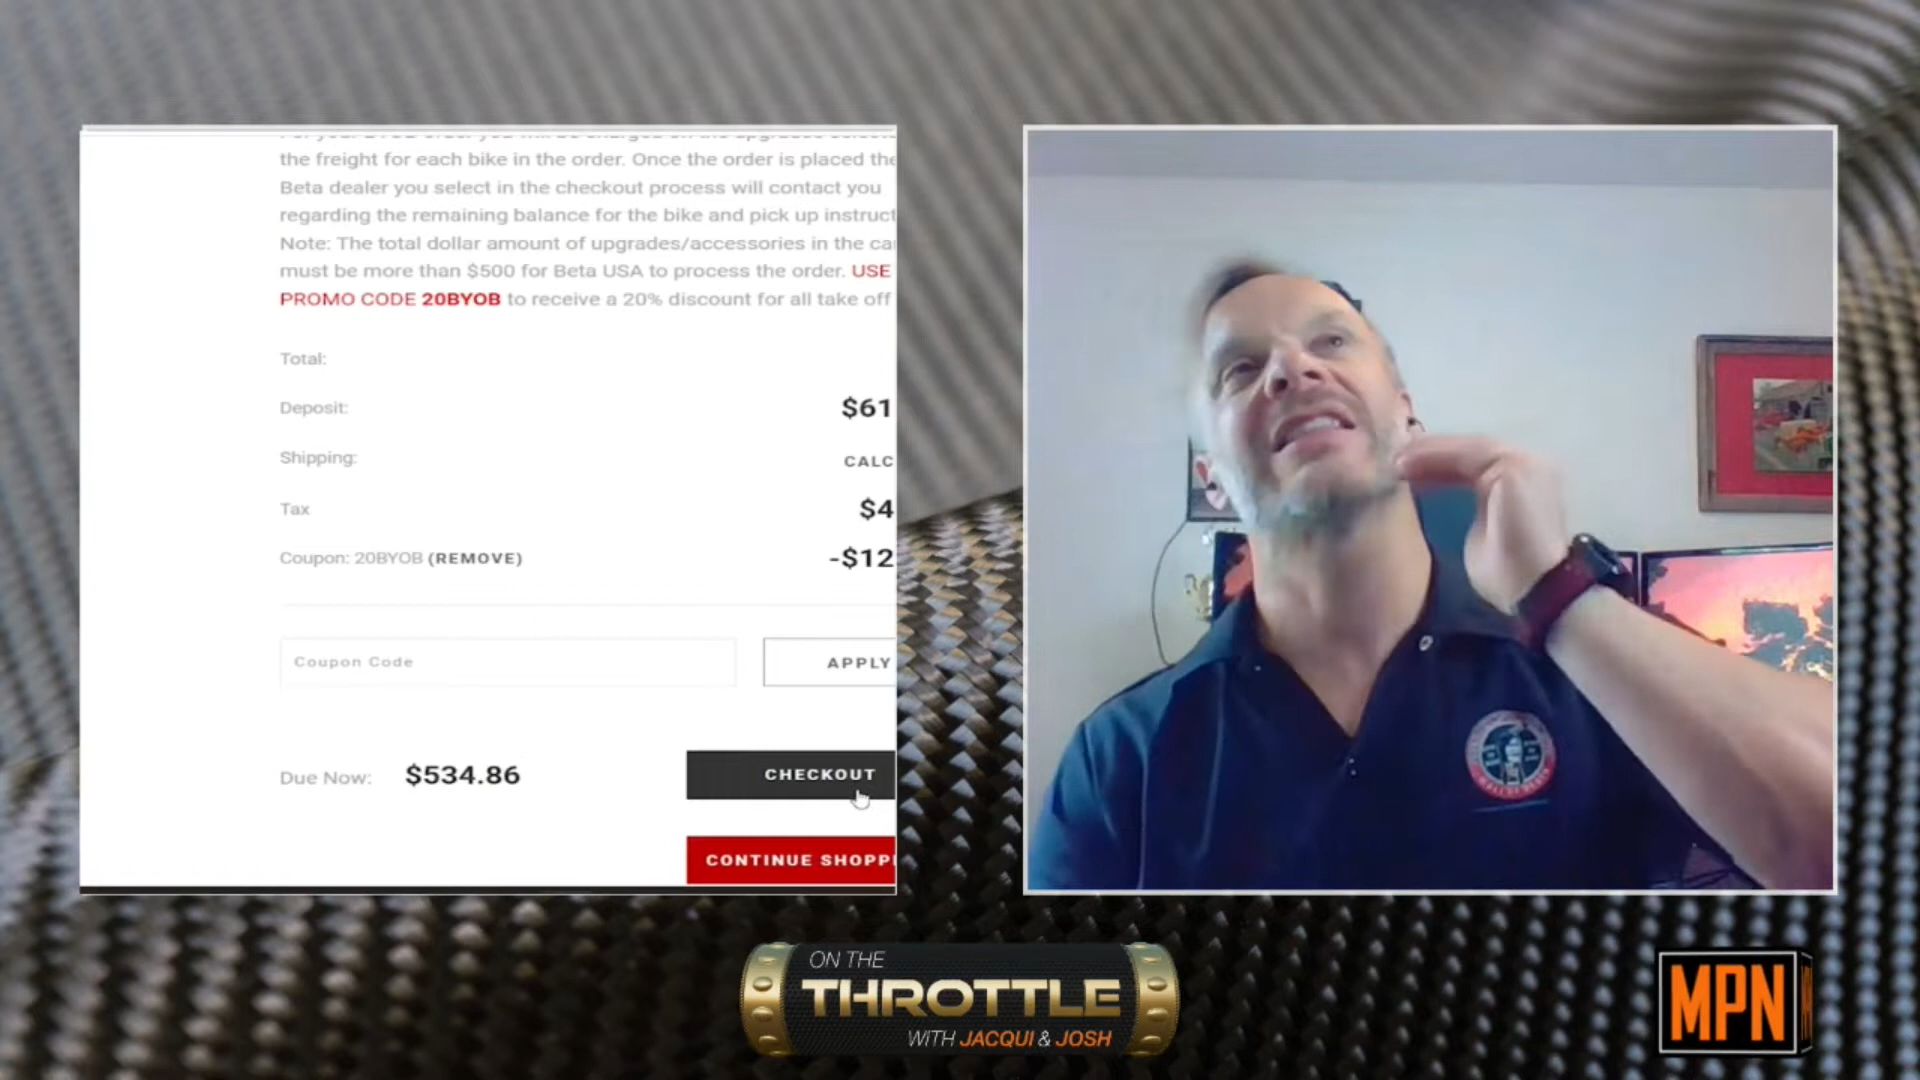 the freight for each bike in the order. Once the order is placed the
Beta dealer you select in the checkout process will contact you
regarding the remaining balance for the bike and pick up instruct
Note: The total dollar amount of upgrades/accessories in the ca
must be more than $500 for Beta USA to process the order. USE
PROMO CODE 20BYOB to receive a 20% discount for all take off
Total:
Deposit: $61
Shipping: CALC
Tax $4
Coupon: 20BYOB (REMOVE) -$12
Coupon Code APPLY
Due Now: $534.86 CHECKOUT
CONTINUE SHOPP
ON THE
THROTTLE
WITH JACQUI & JOSH
MPN